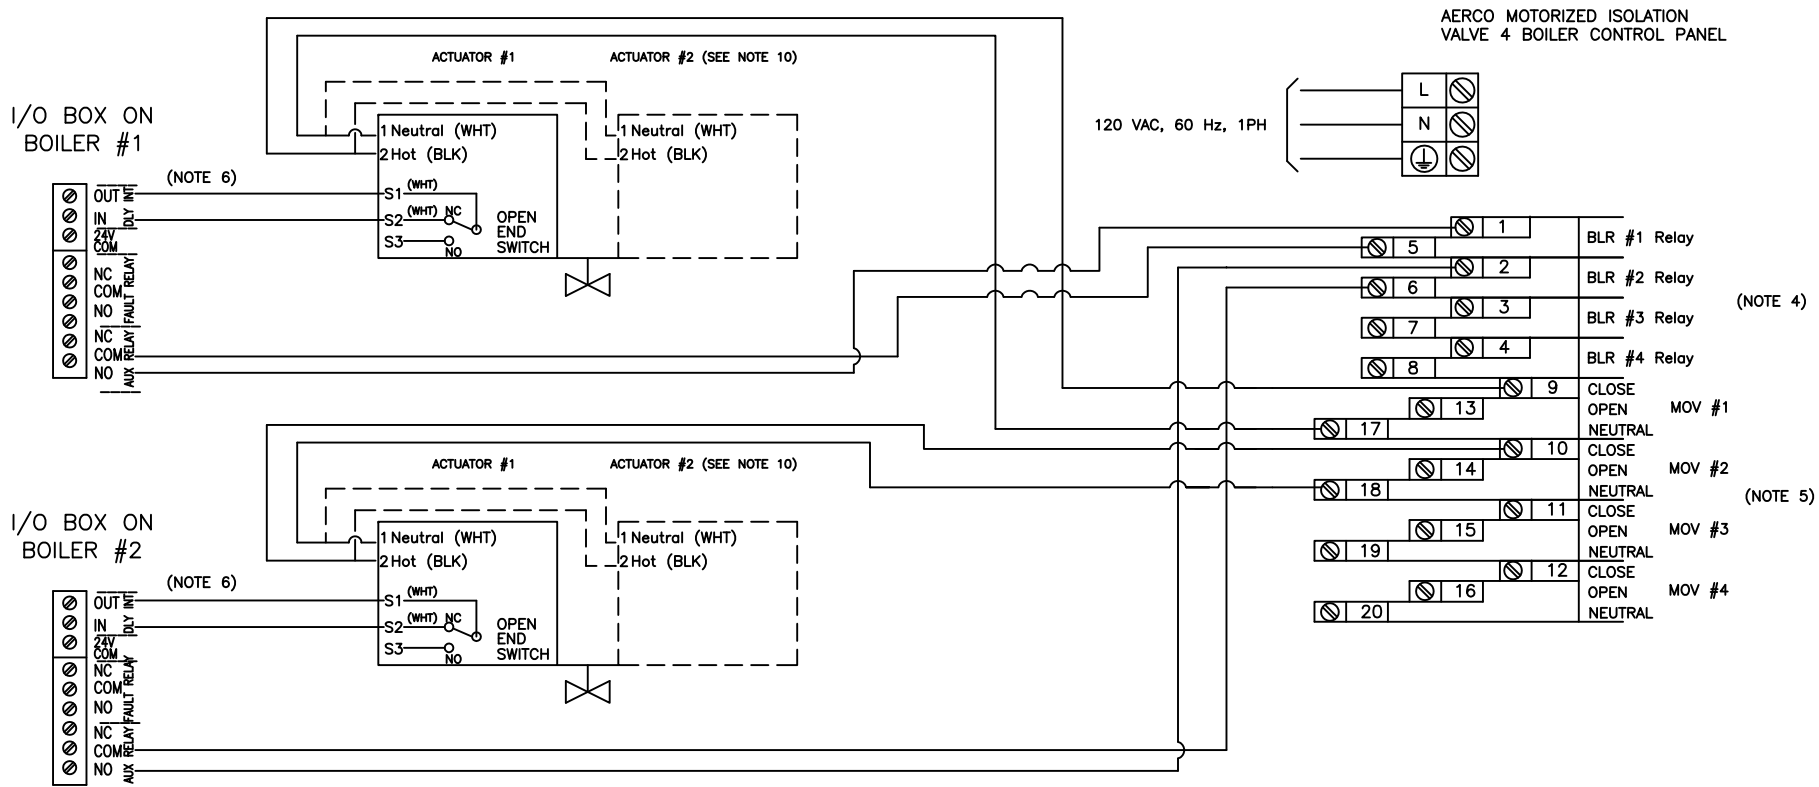 AERCO MOTORIZED ISOLATION
VALVE 4 BOILER CONTROL PANEL
120 VAC, 60 Hz, 1PH
L
N
I/O BOX ON
BOILER #1
(NOTE 6)
OUT
IN
24V
COM
INT
DLY
NC
COM
NO
FAULT RELAY
NC
COM
NO
AUX RELAY
ACTUATOR #1
ACTUATOR #2 (SEE NOTE 10)
1 Neutral (WHT)
2 Hot (BLK)
S1 (WHT)
S2 (WHT) NC
S3
NO
OPEN
END
SWITCH
1 Neutral (WHT)
2 Hot (BLK)
I/O BOX ON
BOILER #2
(NOTE 6)
OUT
IN
24V
COM
INT
DLY
NC
COM
NO
FAULT RELAY
NC
COM
NO
AUX RELAY
ACTUATOR #1
ACTUATOR #2 (SEE NOTE 10)
1 Neutral (WHT)
2 Hot (BLK)
S1 (WHT)
S2 (WHT) NC
S3
NO
OPEN
END
SWITCH
1 Neutral (WHT)
2 Hot (BLK)
1
5
BLR #1 Relay
2
6
BLR #2 Relay
(NOTE 4)
3
7
BLR #3 Relay
4
8
BLR #4 Relay
9 CLOSE
13 OPEN MOV #1
17 NEUTRAL
10 CLOSE
14 OPEN MOV #2
18 NEUTRAL
(NOTE 5)
11 CLOSE
15 OPEN MOV #3
19 NEUTRAL
12 CLOSE
16 OPEN MOV #4
20 NEUTRAL